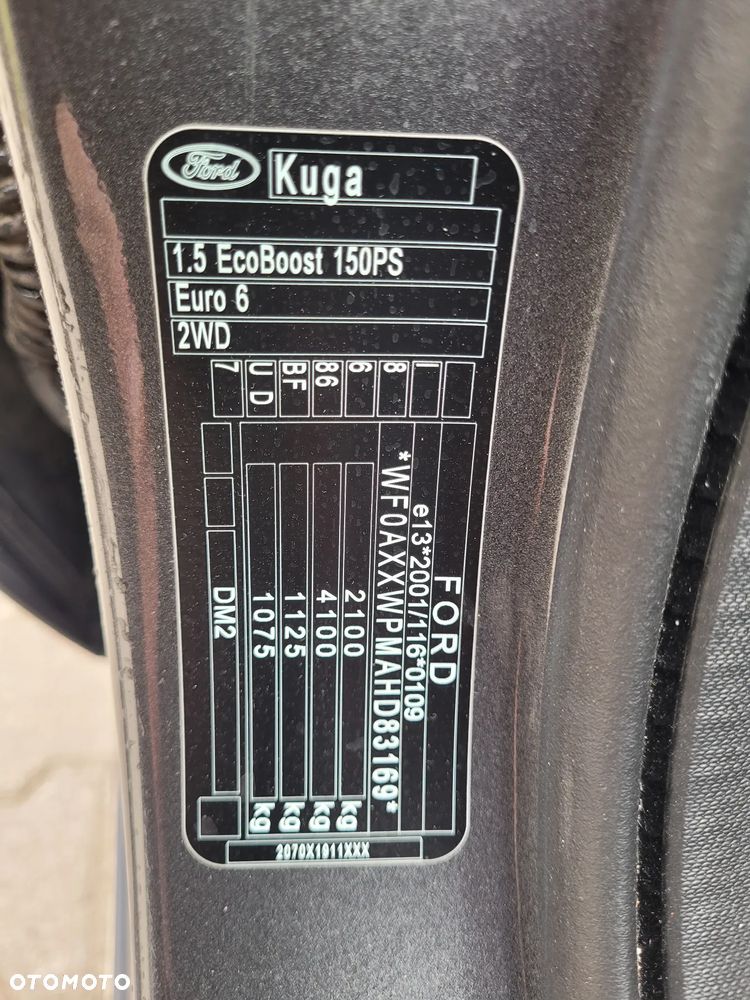 Ford
Kuga
1.5 EcoBoost 150PS
Euro 6
2WD
FORD
e13*2001/116*0109
*WF0AXXWPMAHD83169*
I
8
6 2100 kg
86 4100 kg
BF 1125 kg
U D 1075 kg
7 DM2
2070X1911XXX
OTOMOTO